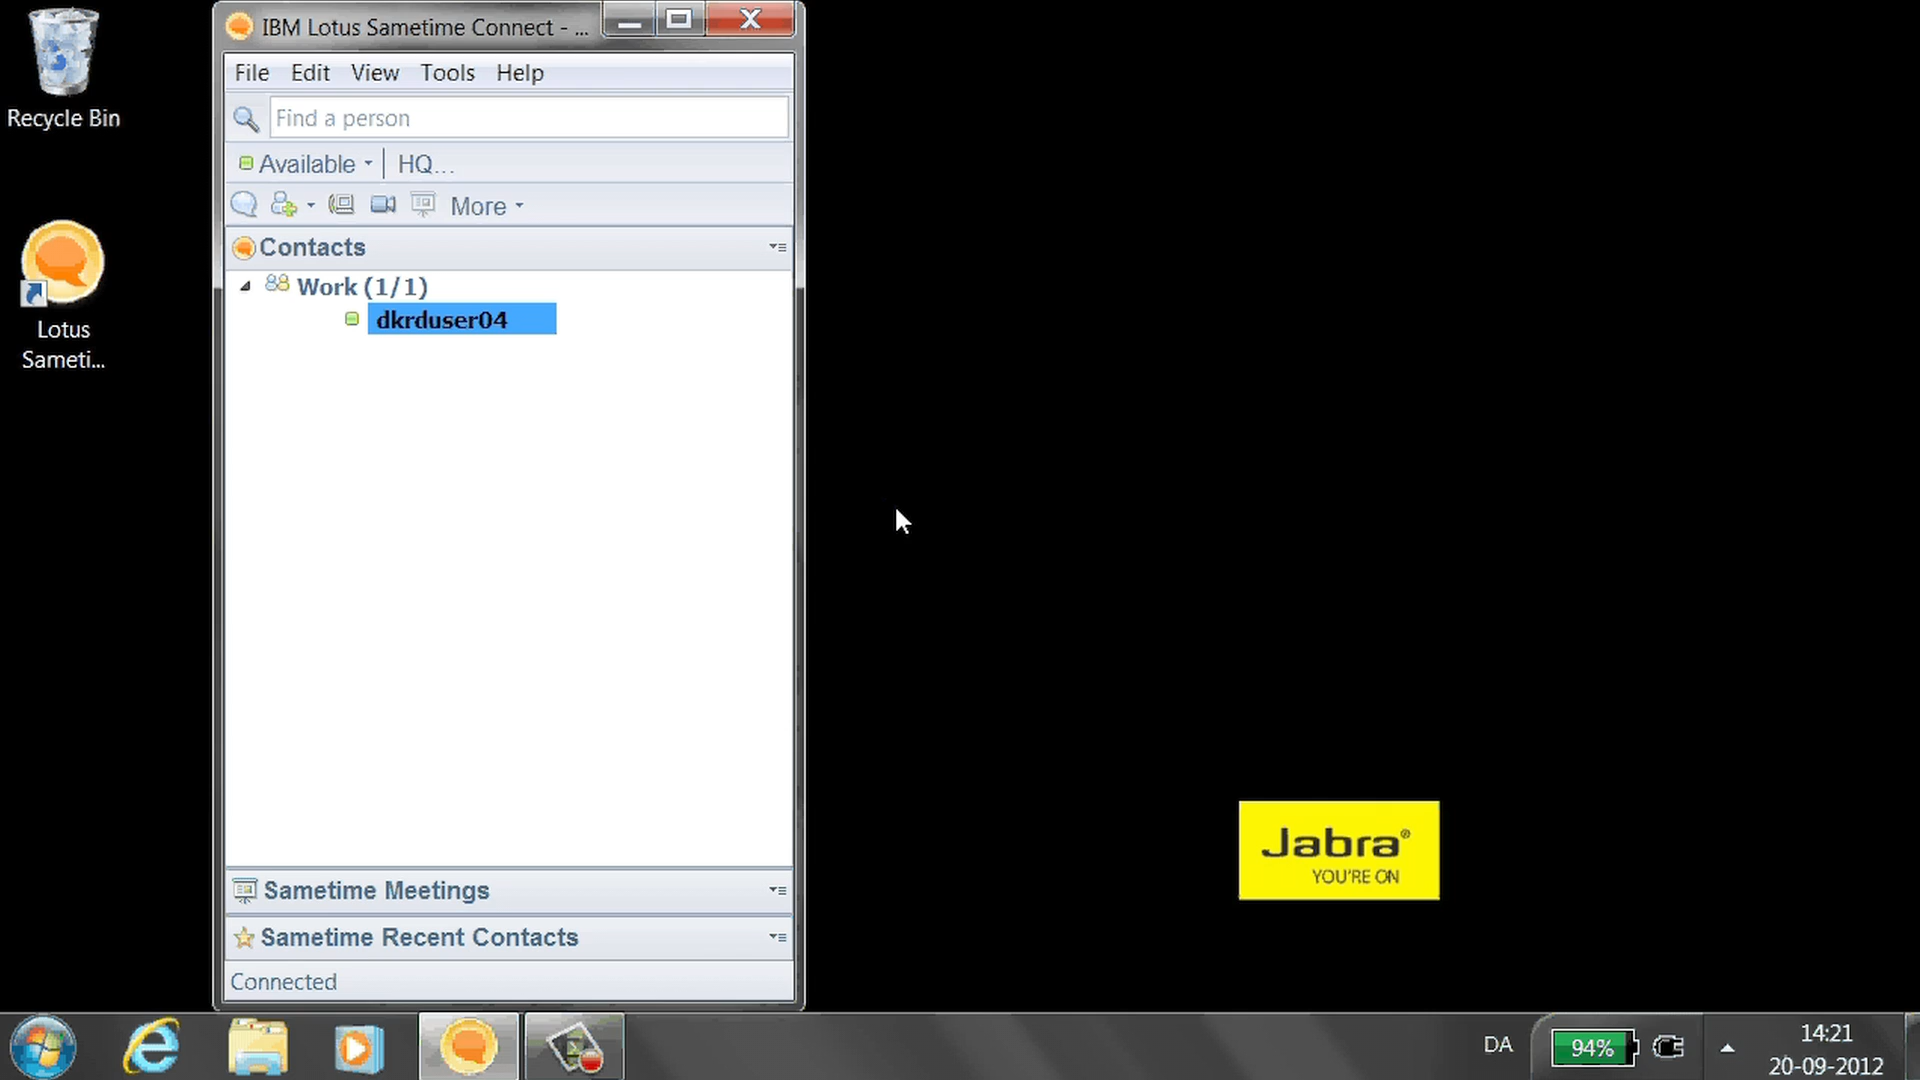 Recycle Bin
Lotus
Sameti...
IBM Lotus Sametime Connect - ...
File Edit View Tools Help
Find a person
Available HQ...
More
Contacts
Work (1/1)
dkrduser04
Sametime Meetings
Sametime Recent Contacts
Connected
Jabra®
YOU'RE ON
DA
94%
14:21
20-09-2012